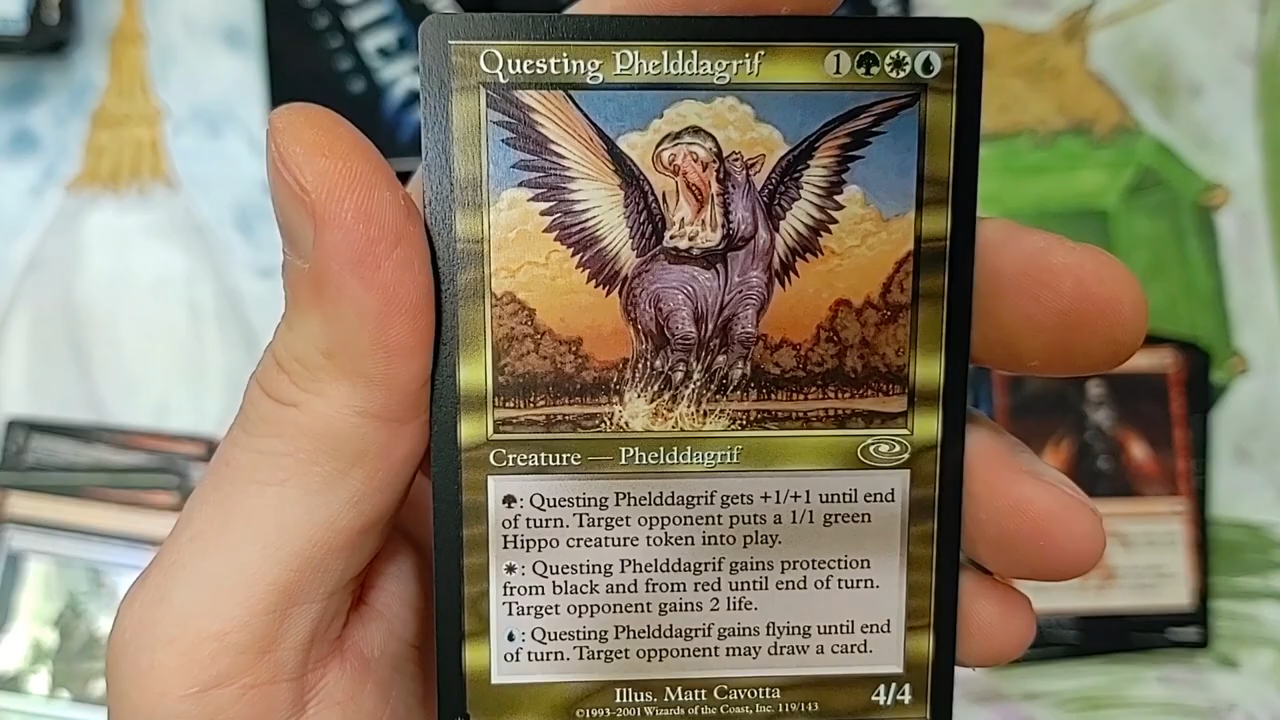 Questing Phelddagrif 1
Creature — Phelddagrif
: Questing Phelddagrif gets +1/+1 until end
of turn. Target opponent puts a 1/1 green
Hippo creature token into play.
: Questing Phelddagrif gains protection
from black and from red until end of turn.
Target opponent gains 2 life.
: Questing Phelddagrif gains flying until end
of turn. Target opponent may draw a card.
Illus. Matt Cavotta
4/4
©1993–2001 Wizards of the Coast, Inc. 119/143